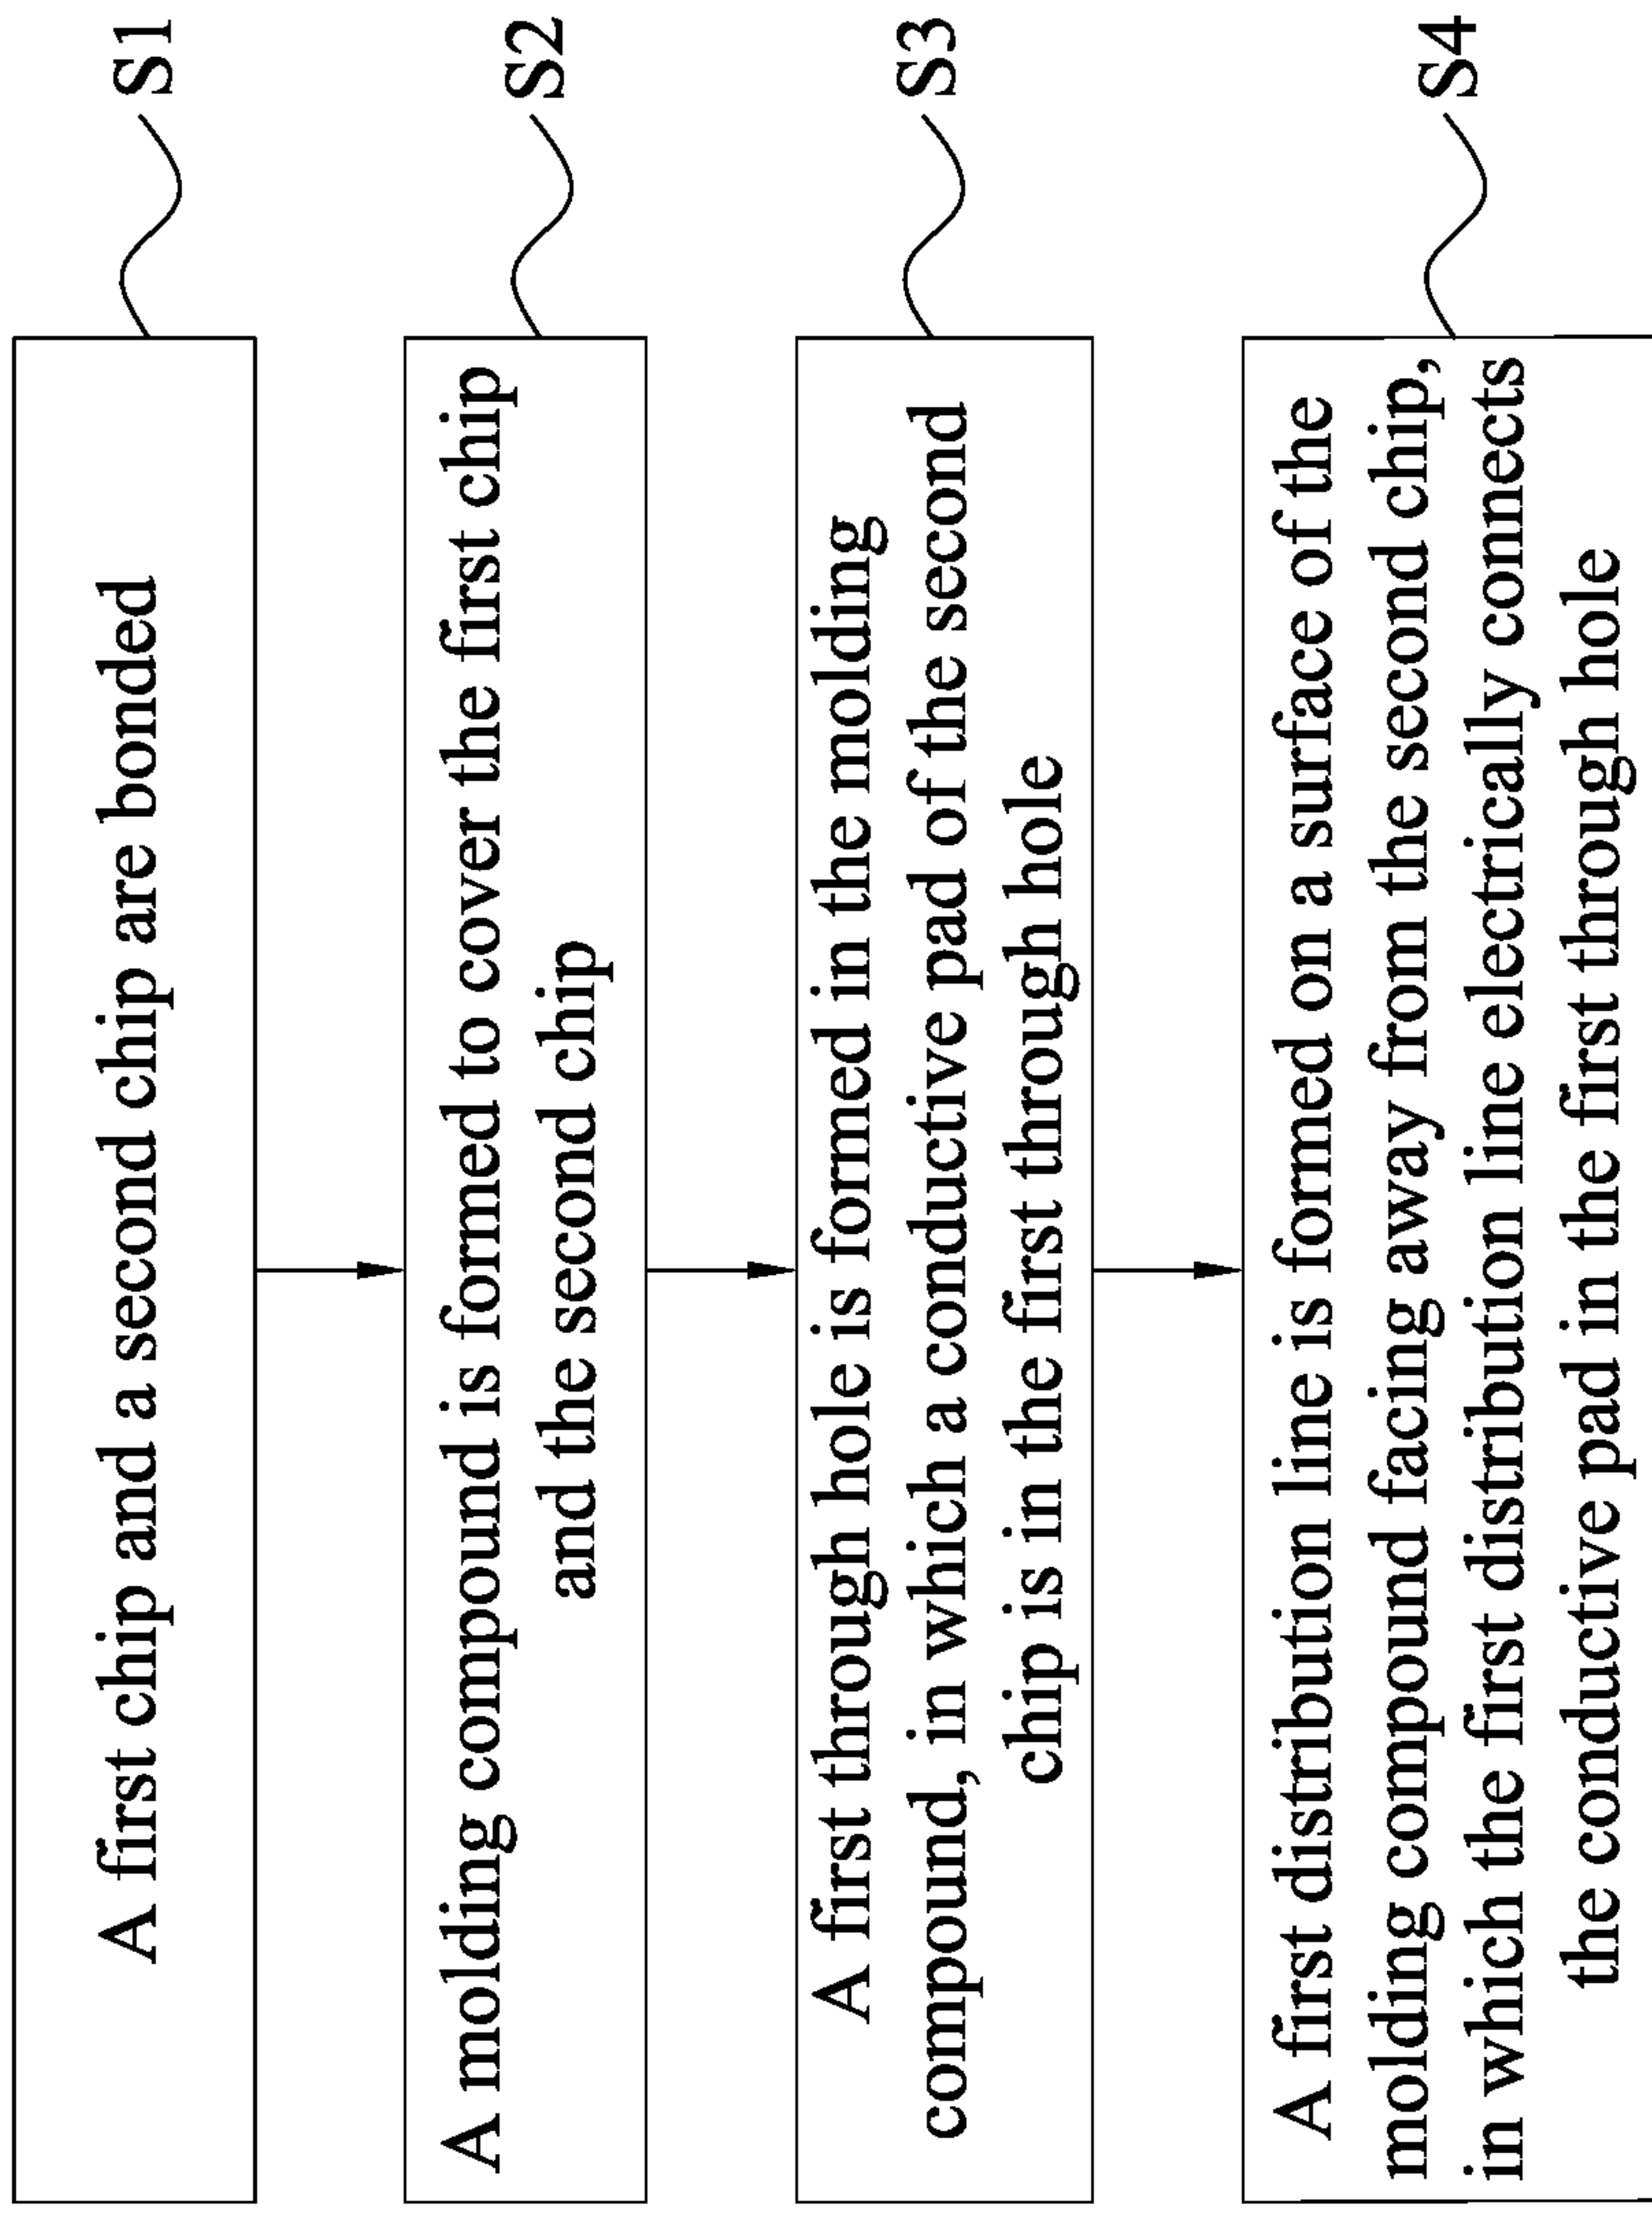 A first chip and a second chip are bonded
S1
A molding compound is formed to cover the first chip
and the second chip
S2
A first through hole is formed in the molding
compound, in which a conductive pad of the second
chip is in the first through hole
S3
A first distribution line is formed on a surface of the
molding compound facing away from the second chip,
in which the first distribution line electrically connects
the conductive pad in the first through hole
S4